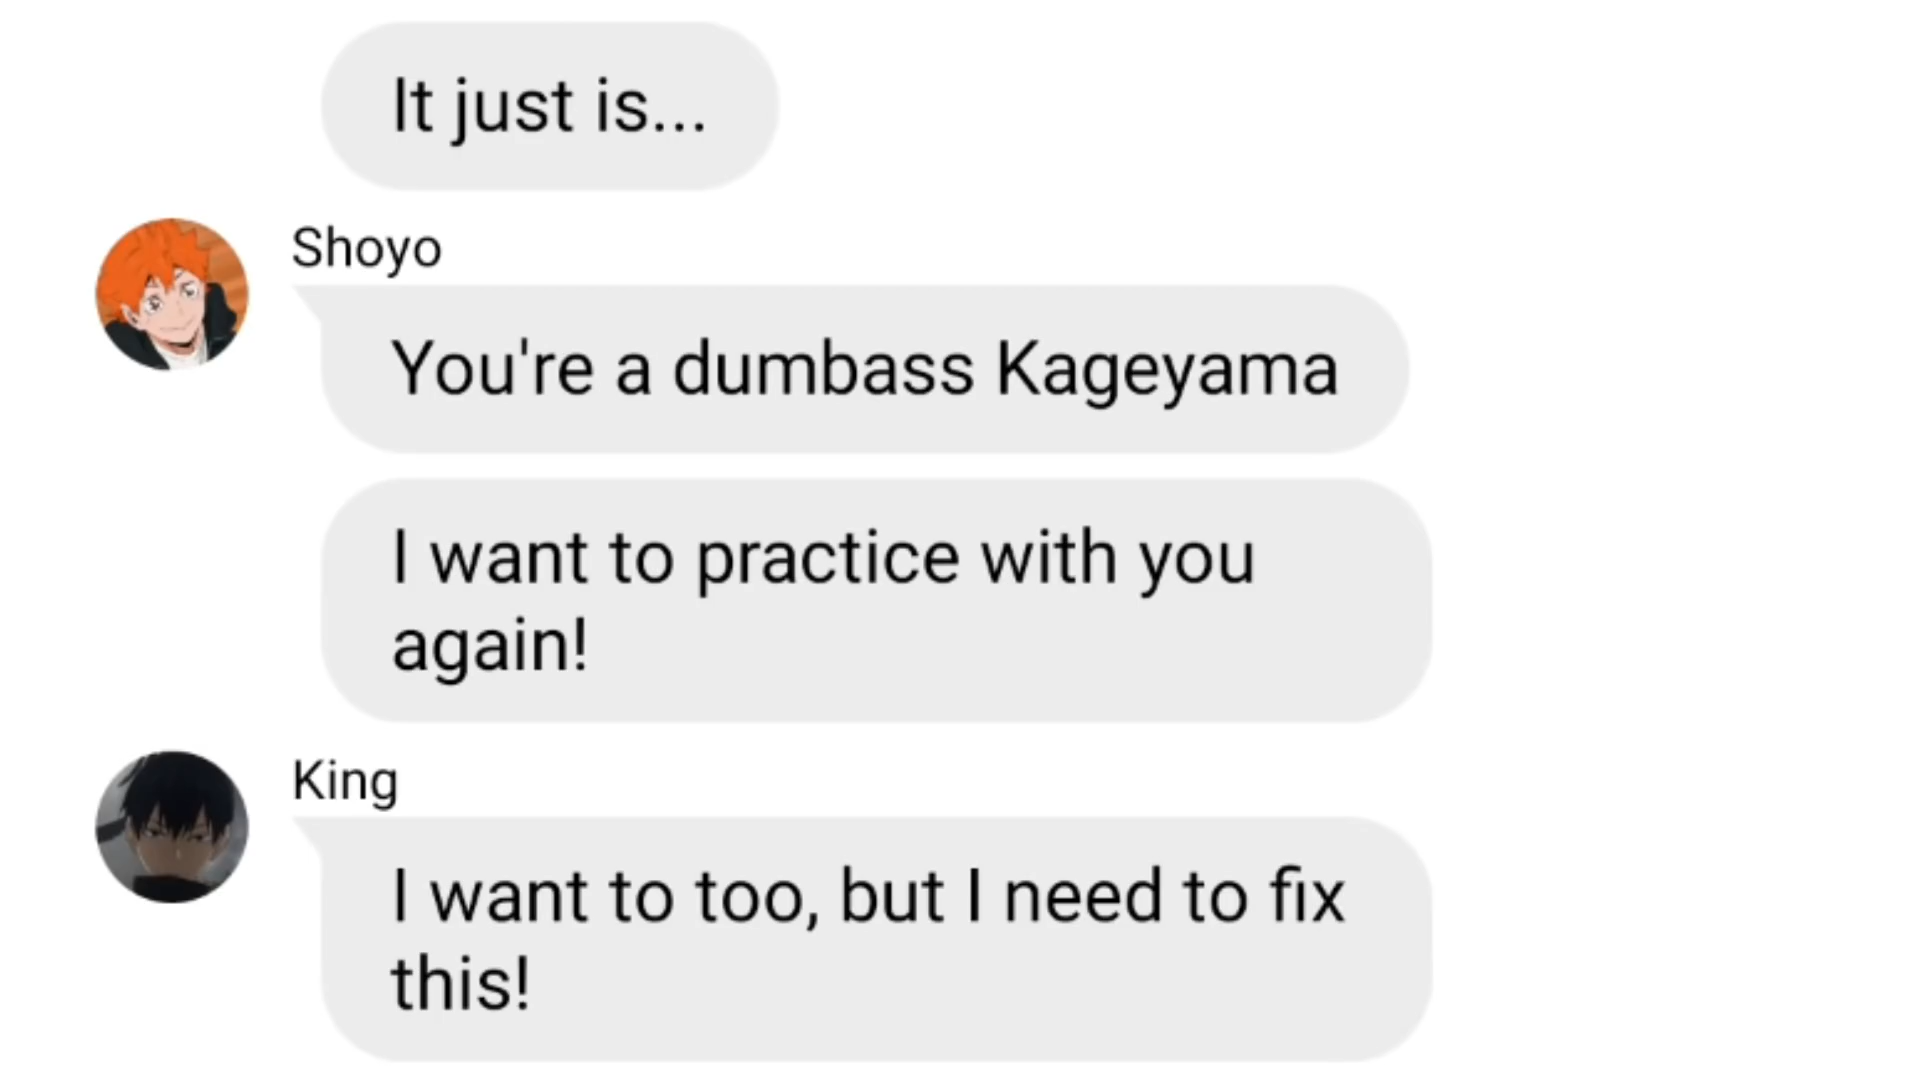 It just is...
Shoyo
You're a dumbass Kageyama
I want to practice with you
again!
King
I want to too, but I need to fix
this!